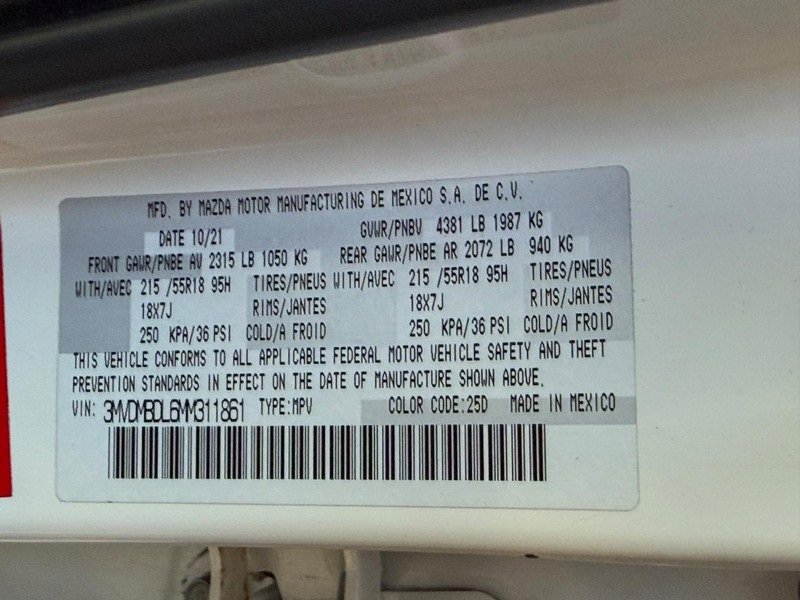 MFD. BY MAZDA MOTOR MANUFACTURING DE MEXICO S.A. DE C.V.
DATE 10/21 GVWR/PNBV 4381 LB 1987 KG
FRONT GAWR/PNBE AV 2315 LB 1050 KG REAR GAWR/PNBE AR 2072 LB 940 KG
WITH/AVEC 215 /55R18 95H TIRES/PNEUS WITH/AVEC 215 /55R18 95H TIRES/PNEUS
18X7J RIMS/JANTES 18X7J RIMS/JANTES
250 KPA/36 PSI COLD/A FROID 250 KPA/36 PSI COLD/A FROID
THIS VEHICLE CONFORMS TO ALL APPLICABLE FEDERAL MOTOR VEHICLE SAFETY AND THEFT
PREVENTION STANDARDS IN EFFECT ON THE DATE OF MANUFACTURE SHOWN ABOVE.
VIN: 3MVDMBDL6MM311861 TYPE:MPV COLOR CODE:25D MADE IN MEXICO